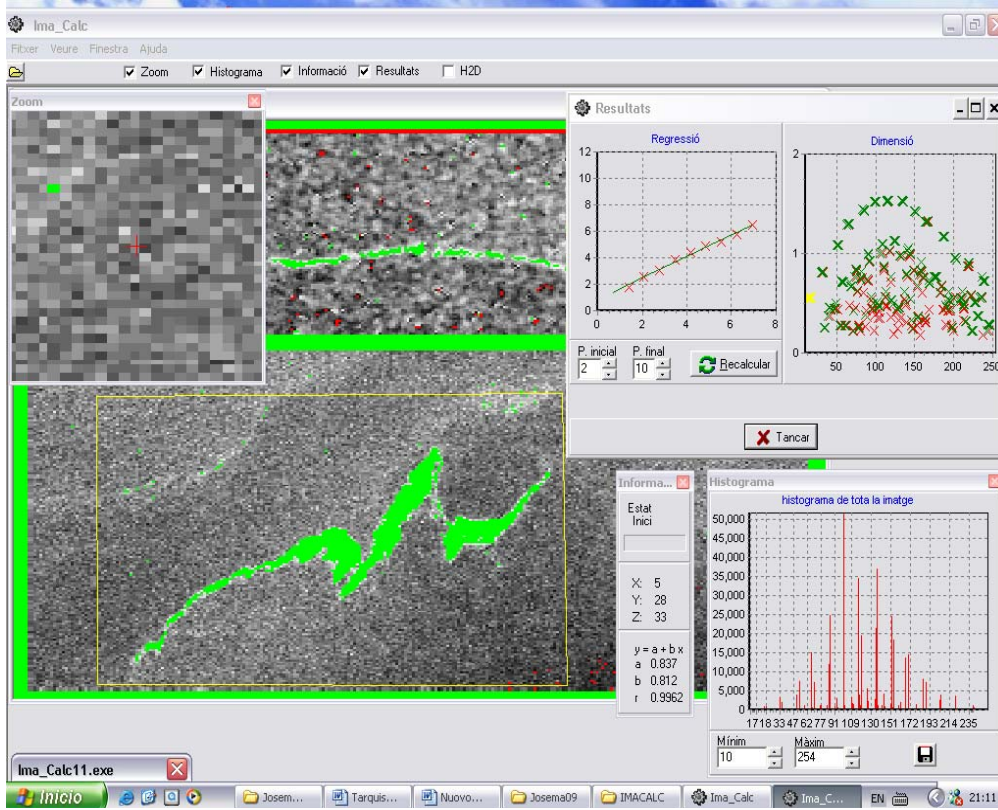 Ima_Calc
Fitxer Veure Finestra Ajuda
Zoom Histograma Informació Resultats H2D
Zoom
Resultats
Regressió
12
10
8
6
4
2
0
0 2 4 6 8
Dimensió
2
1
0
50 100 150 200 250
P. inicial P. final
2 10 Recalcular
Tancar
Informa...
Estat
Inici
X: 5
Y: 28
Z: 33
y = a + b x
a 0.837
b 0.812
r 0.9962
Histograma
histograma de tota la imatge
50,000
45,000
40,000
35,000
30,000
25,000
20,000
15,000
10,000
5,000
0
17 18 33 47 62 77 91 109 130 151 172 193 214 235
Mínim Màxim
10 254
Ima_Calc11.exe
Inicio Josem... Tarquis... Nuovo... Josema09 IMACALC Ima_Calc Ima_C... EN 21:11